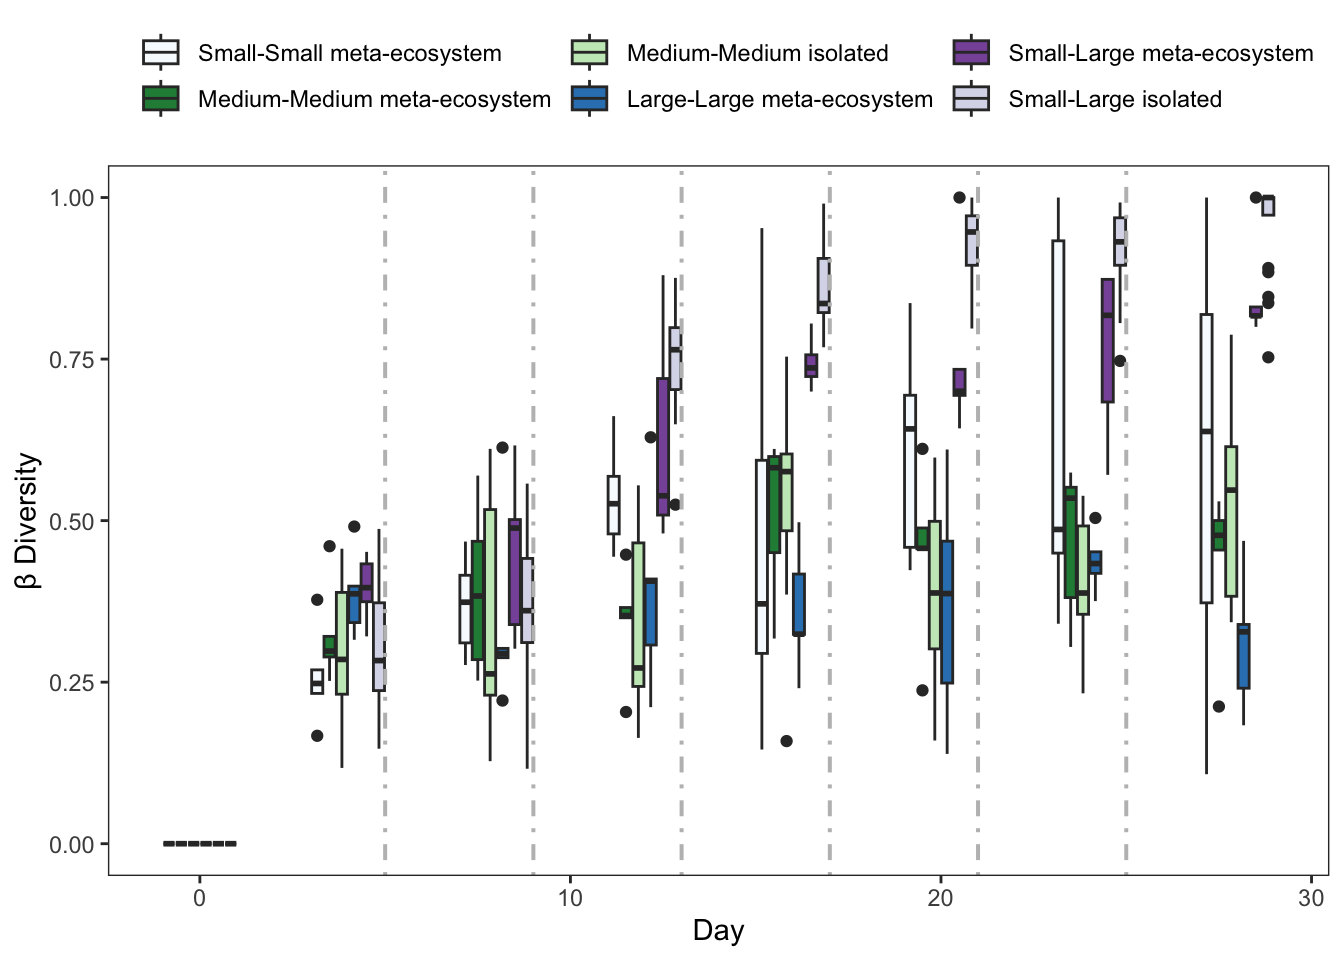 Small-Small meta-ecosystem Medium-Medium isolated Small-Large meta-ecosystem
Medium-Medium meta-ecosystem Large-Large meta-ecosystem Small-Large isolated
1.00
0.75
0.50
0.25
0.00
β Diversity
0 10 20 30
Day